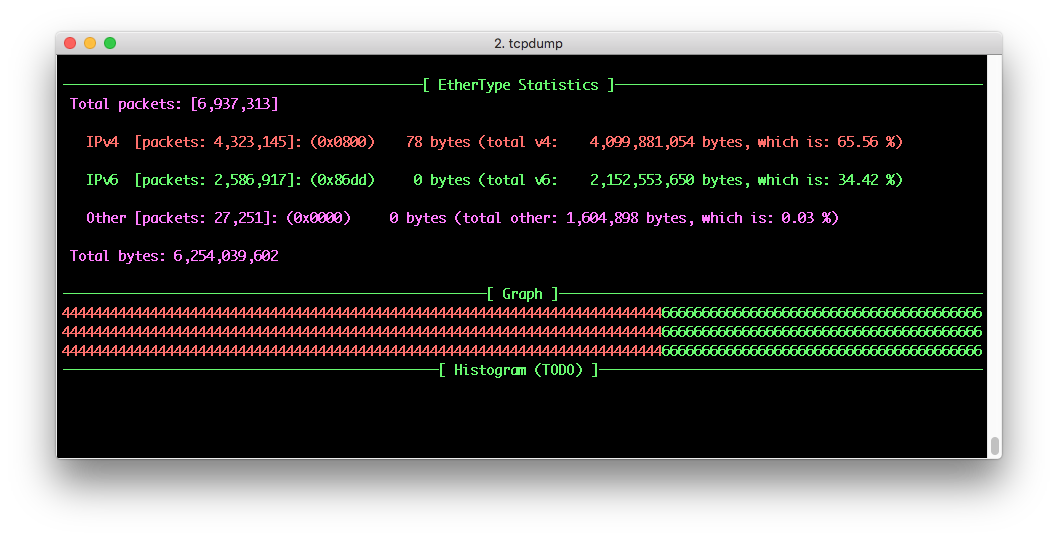 2. tcpdump
[ EtherType Statistics ]
Total packets: [6,937,313]
IPv4 [packets: 4,323,145]: (0x0800) 78 bytes (total v4: 4,099,881,054 bytes, which is: 65.56 %)
IPv6 [packets: 2,586,917]: (0x86dd) 0 bytes (total v6: 2,152,553,650 bytes, which is: 34.42 %)
Other [packets: 27,251]: (0x0000) 0 bytes (total other: 1,604,898 bytes, which is: 0.03 %)
Total bytes: 6,254,039,602
[ Graph ]
4444444444444444444444444444444444444444444444444444444444444444444444444446666666666666666666666666666666666666666
4444444444444444444444444444444444444444444444444444444444444444444444444446666666666666666666666666666666666666666
4444444444444444444444444444444444444444444444444444444444444444444444444446666666666666666666666666666666666666666
[ Histogram (TODO) ]